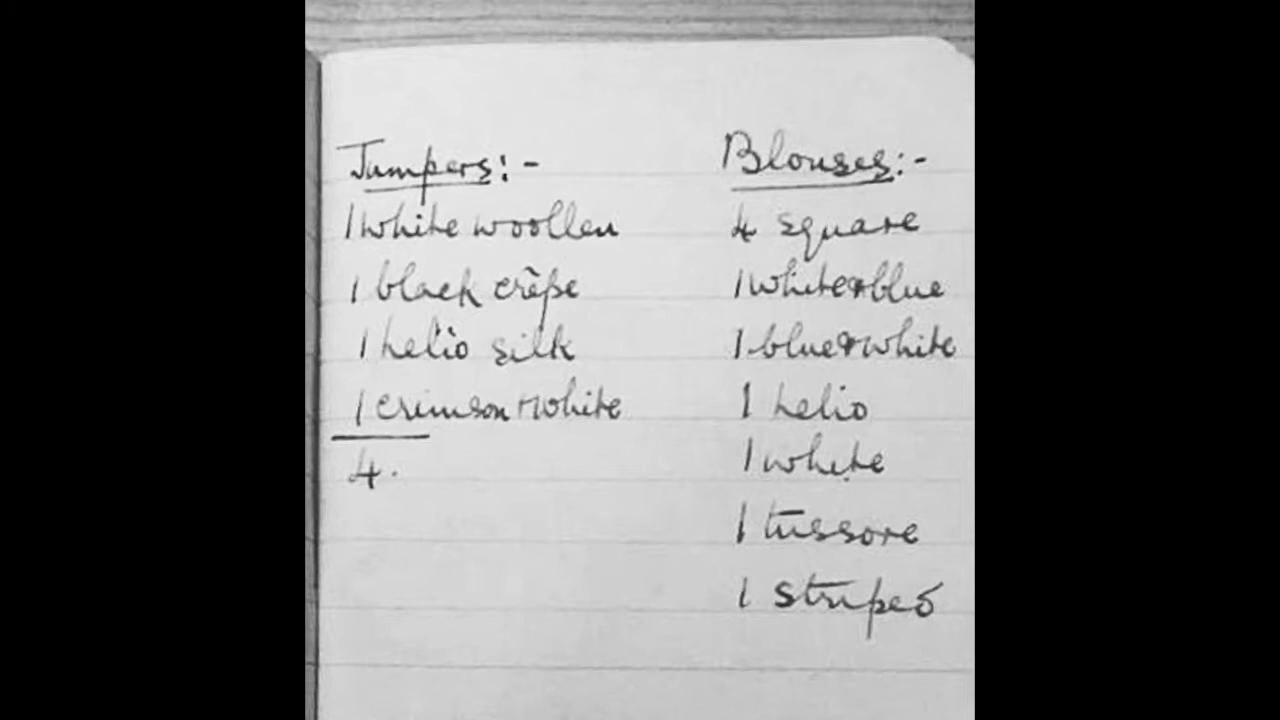 Jumpers:-
1 white woollen
1 black crêpe
1 helio silk
1 crimson + white
4.
Blouses:-
4 square
1 white & blue
1 blue & white
1 helio
1 white
1 tussore
1 striped